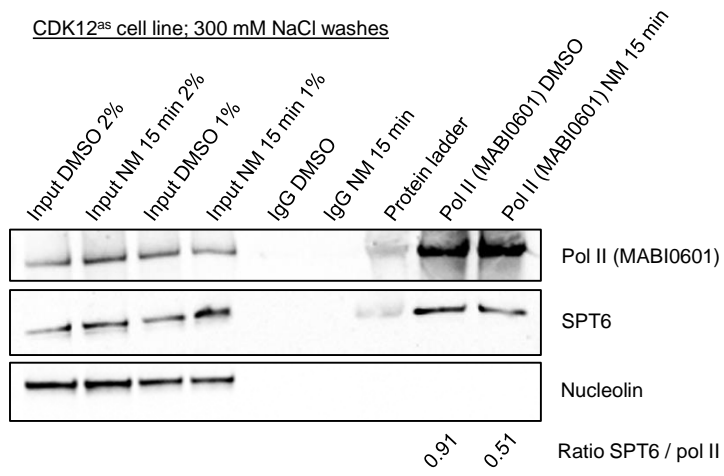 CDK12as cell line; 300 mM NaCl washes
Input DMSO 2%
Input NM 15 min 2%
Input DMSO 1%
Input NM 15 min 1%
IgG DMSO
IgG NM 15 min
Protein ladder
Pol II (MABI0601) DMSO
Pol II (MABI0601) NM 15 min
Pol II (MABI0601)
SPT6
Nucleolin
0.91
0.51
Ratio SPT6 / pol II